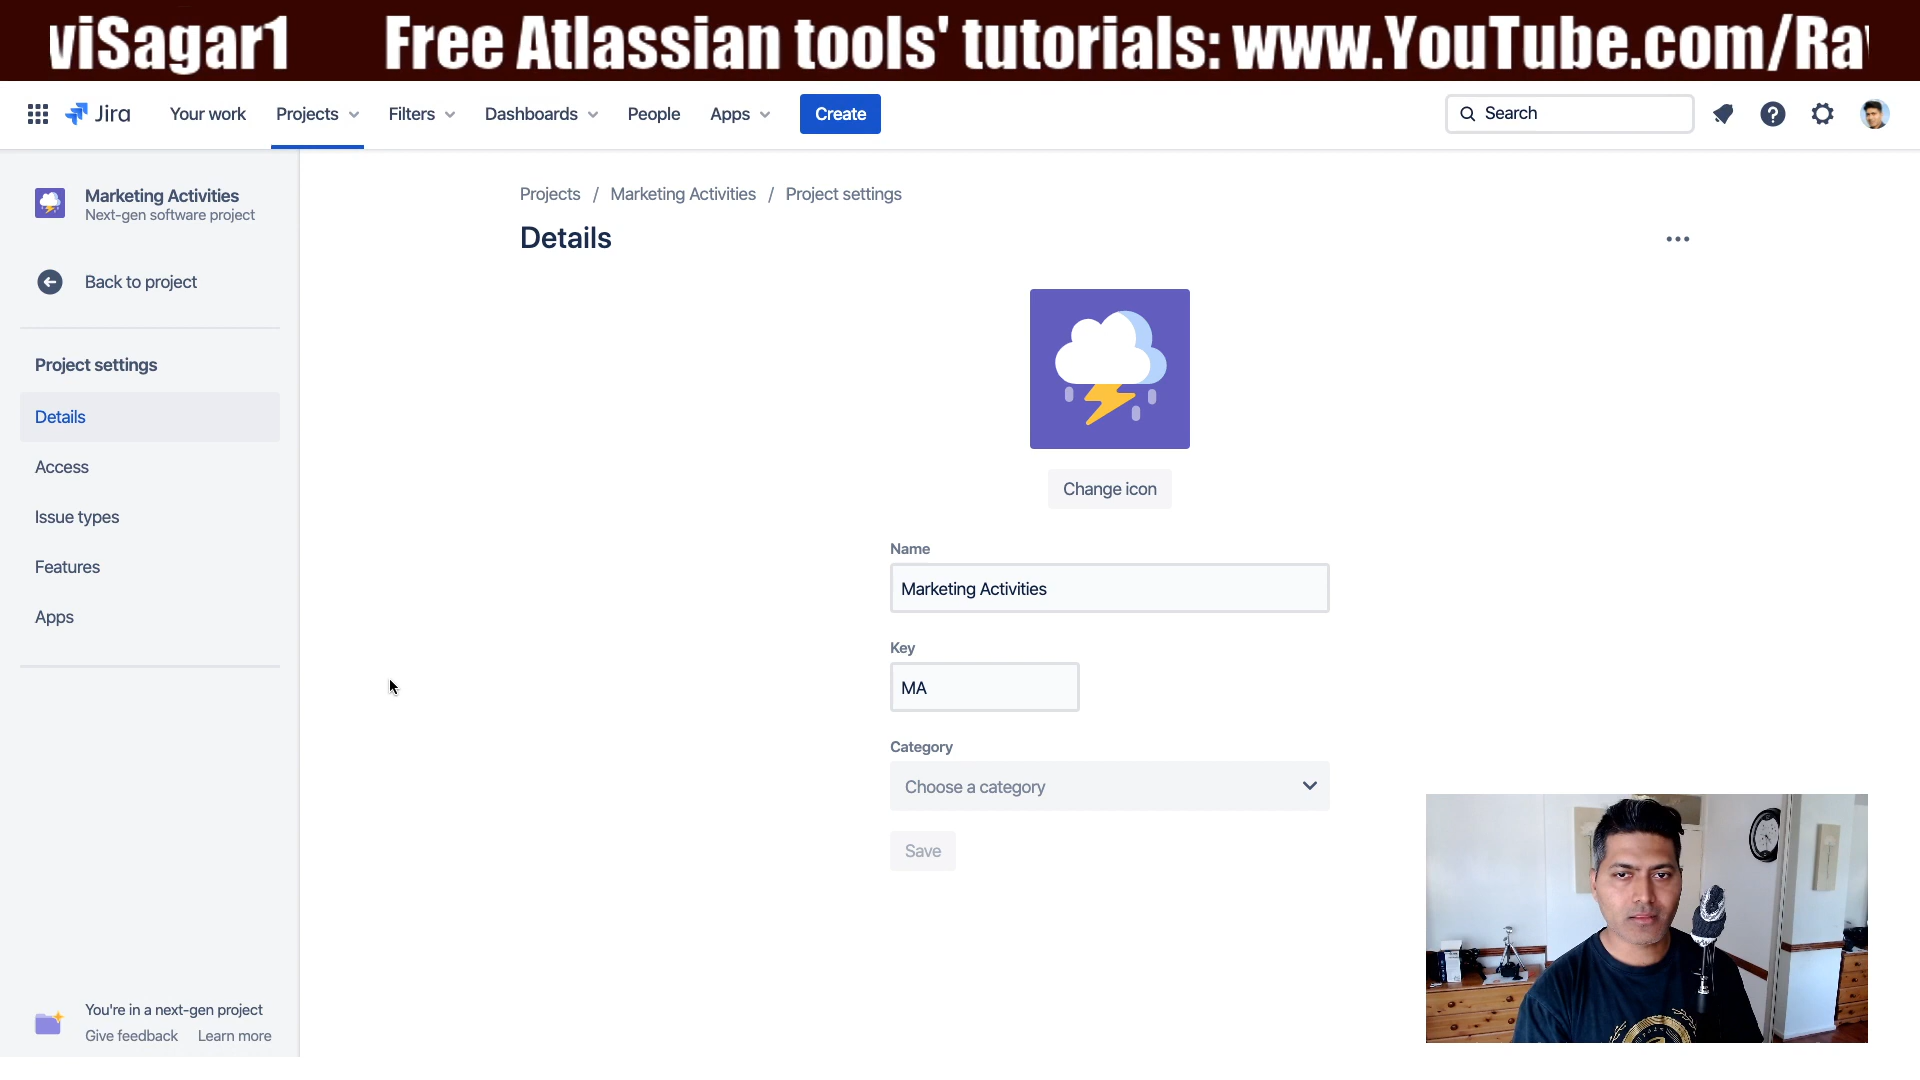 viSagar1 Free Atlassian tools' tutorials: www.YouTube.com/Ra
Jira Your work Projects Filters Dashboards People Apps Create Search
Marketing Activities
Next-gen software project
Back to project
Project settings
Details
Access
Issue types
Features
Apps
You're in a next-gen project
Give feedback Learn more
Projects / Marketing Activities / Project settings
Details
Change icon
Name
Marketing Activities
Key
MA
Category
Choose a category
Save